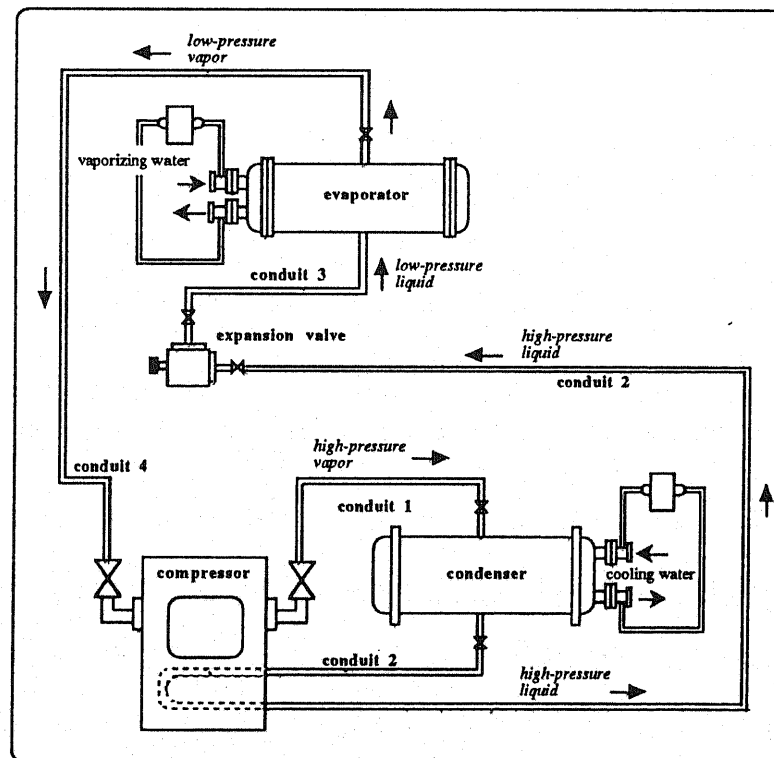 low-pressure
vapor
vaporizing water
evaporator
conduit 3
low-pressure
liquid
expansion valve
high-pressure
liquid
conduit 2
high-pressure
vapor
conduit 4
conduit 1
compressor
condenser
cooling water
conduit 2
high-pressure
liquid